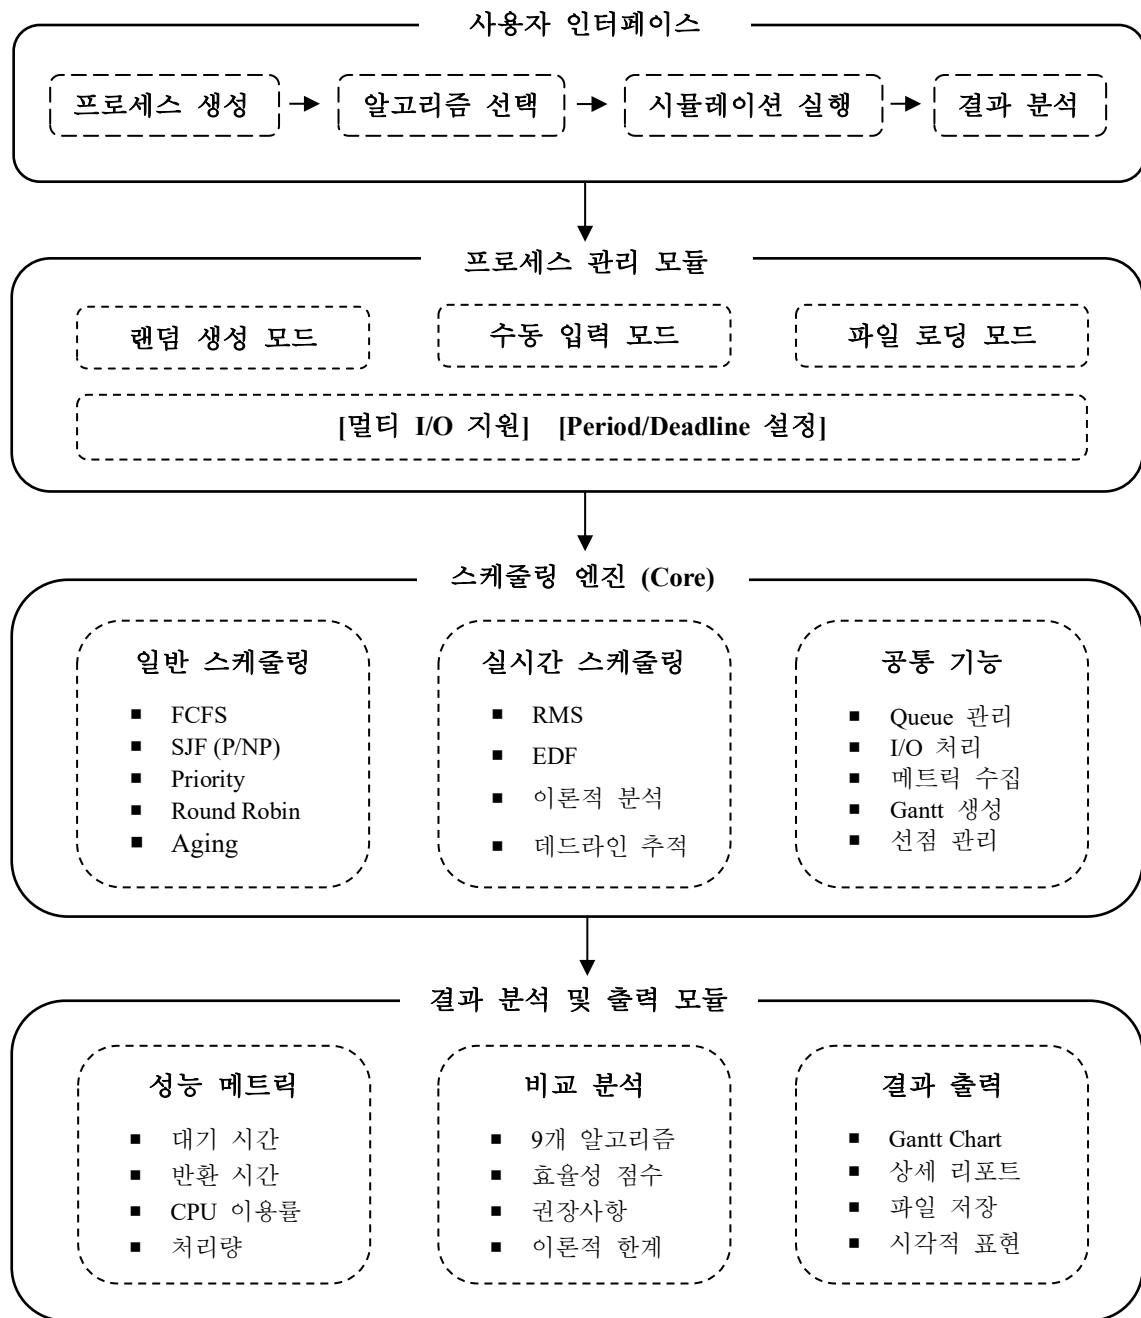 사용자 인터페이스
프로세스 생성
알고리즘 선택
시뮬레이션 실행
결과 분석
프로세스 관리 모듈
랜덤 생성 모드
수동 입력 모드
파일 로딩 모드
[멀티 I/O 지원] [Period/Deadline 설정]
스케줄링 엔진 (Core)
일반 스케줄링
FCFS
SJF (P/NP)
Priority
Round Robin
Aging
실시간 스케줄링
RMS
EDF
이론적 분석
데드라인 추적
공통 기능
Queue 관리
I/O 처리
메트릭 수집
Gantt 생성
선점 관리
결과 분석 및 출력 모듈
성능 메트릭
대기 시간
반환 시간
CPU 이용률
처리량
비교 분석
9개 알고리즘
효율성 점수
권장사항
이론적 한계
결과 출력
Gantt Chart
상세 리포트
파일 저장
시각적 표현